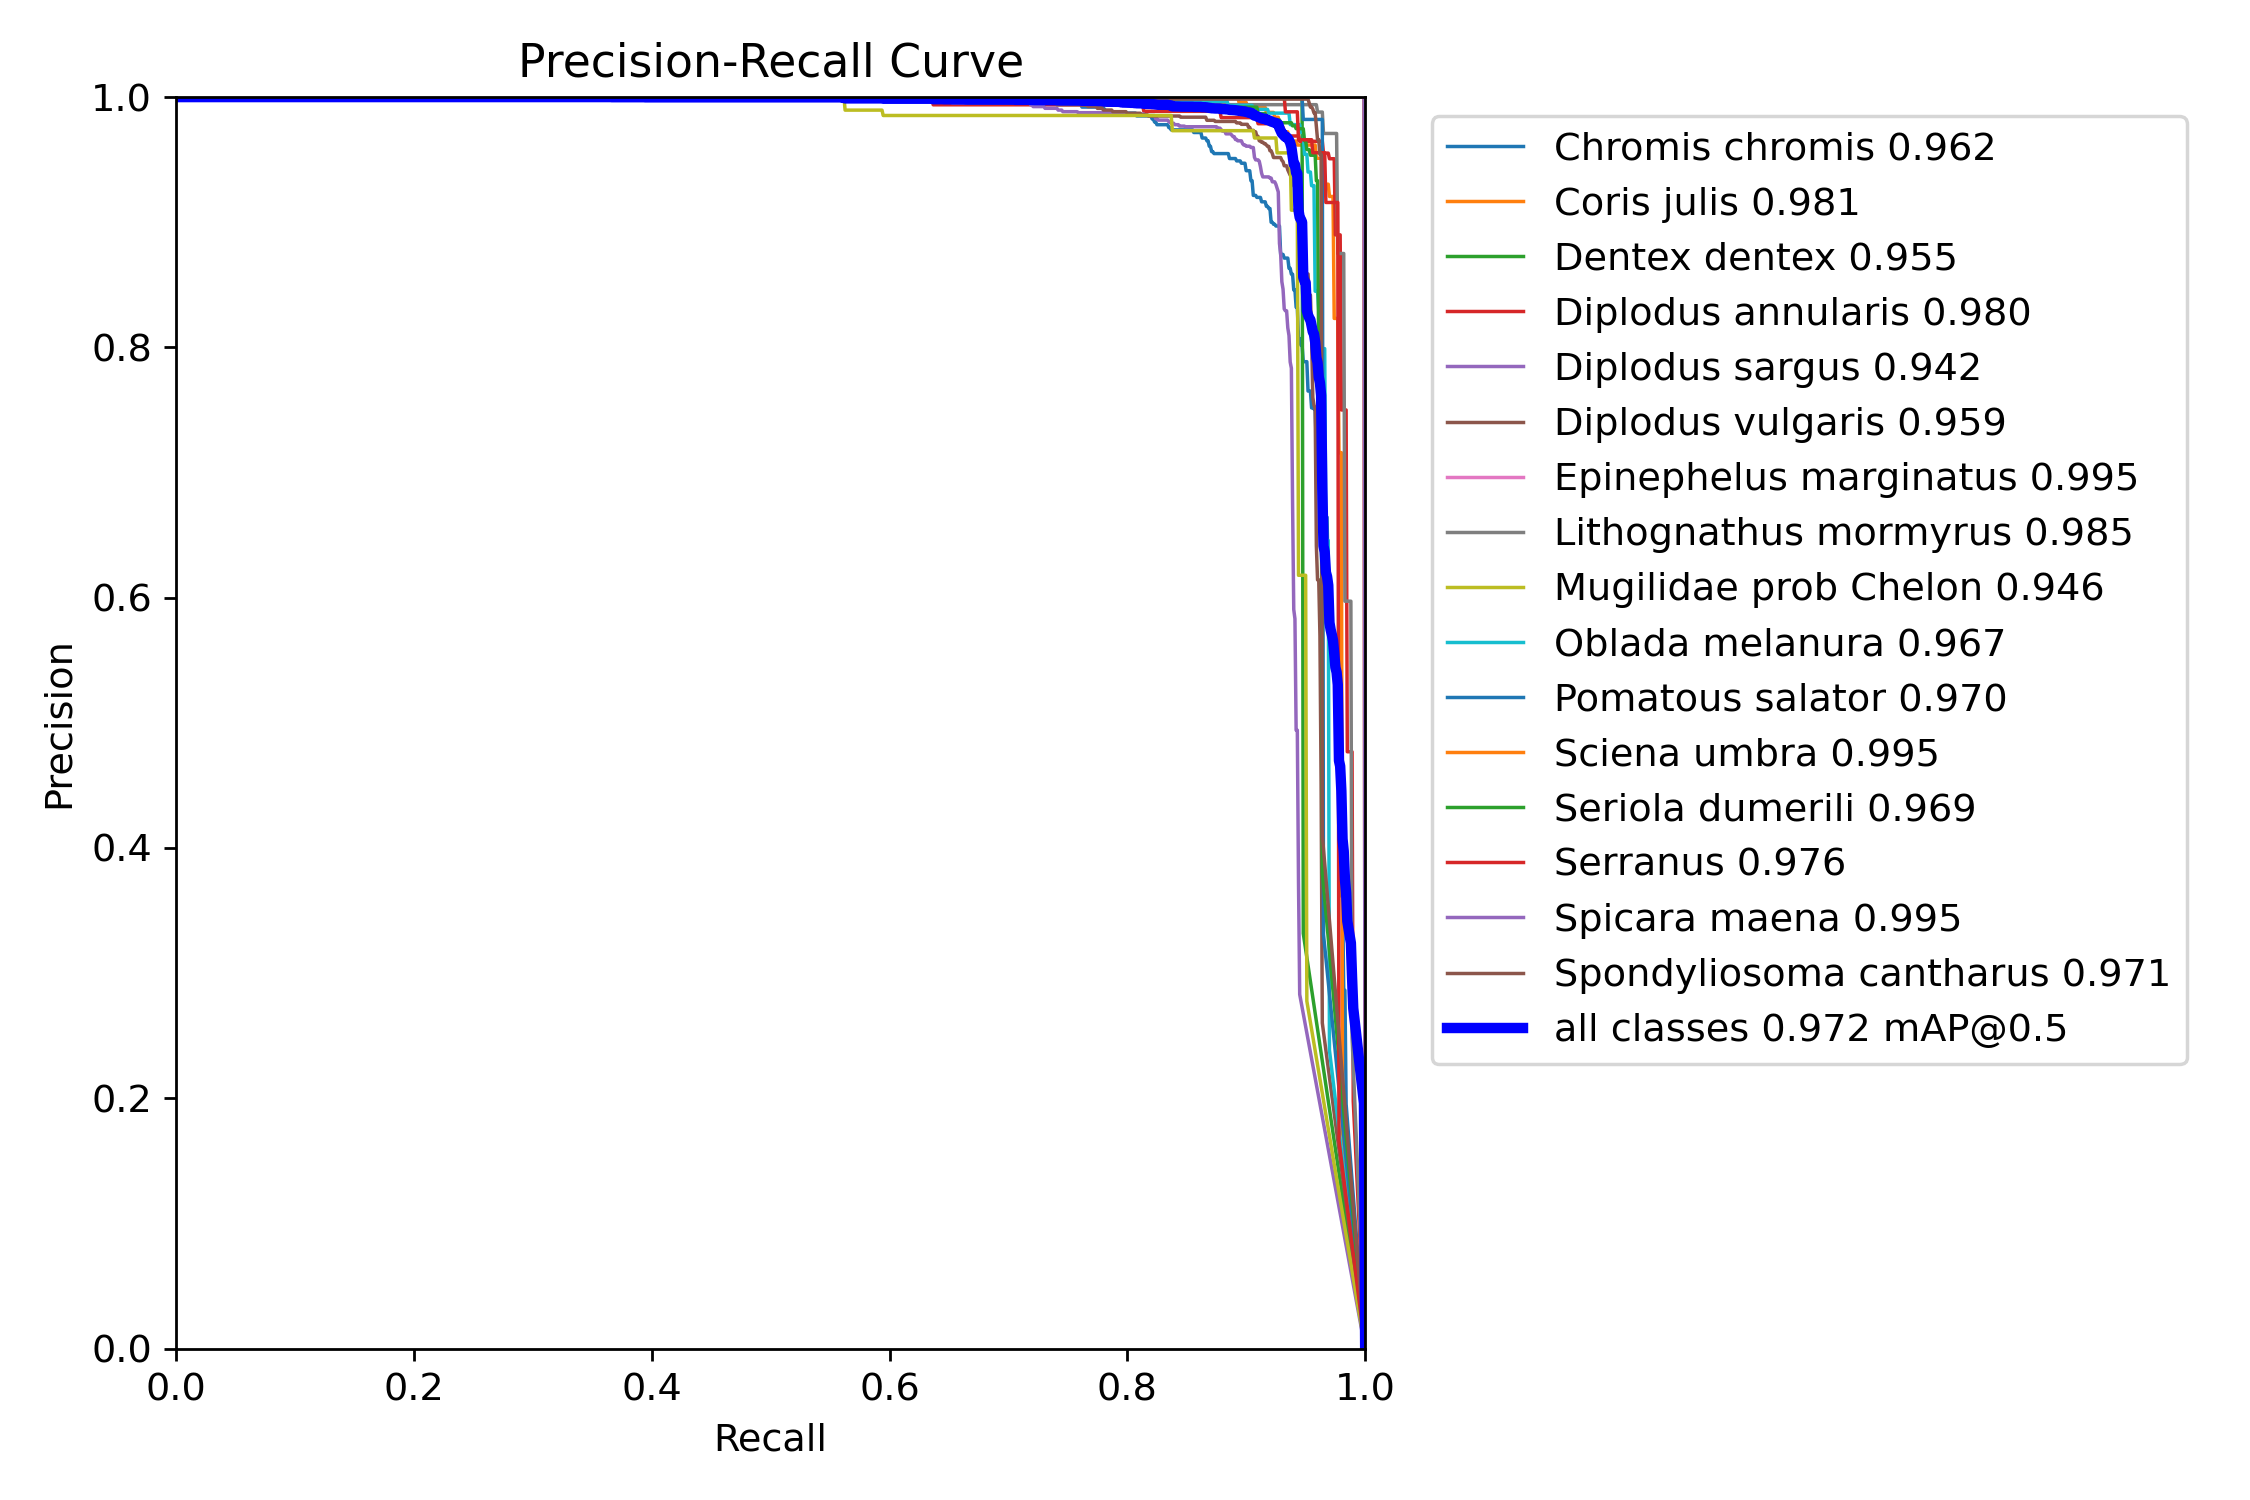 Precision-Recall Curve
1.0
0.8
0.6
0.4
0.2
0.0
Precision
0.0 0.2 0.4 0.6 0.8 1.0
Recall
Chromis chromis 0.962
Coris julis 0.981
Dentex dentex 0.955
Diplodus annularis 0.980
Diplodus sargus 0.942
Diplodus vulgaris 0.959
Epinephelus marginatus 0.995
Lithognathus mormyrus 0.985
Mugilidae prob Chelon 0.946
Oblada melanura 0.967
Pomatous salator 0.970
Sciena umbra 0.995
Seriola dumerili 0.969
Serranus 0.976
Spicara maena 0.995
Spondyliosoma cantharus 0.971
all classes 0.972 mAP@0.5